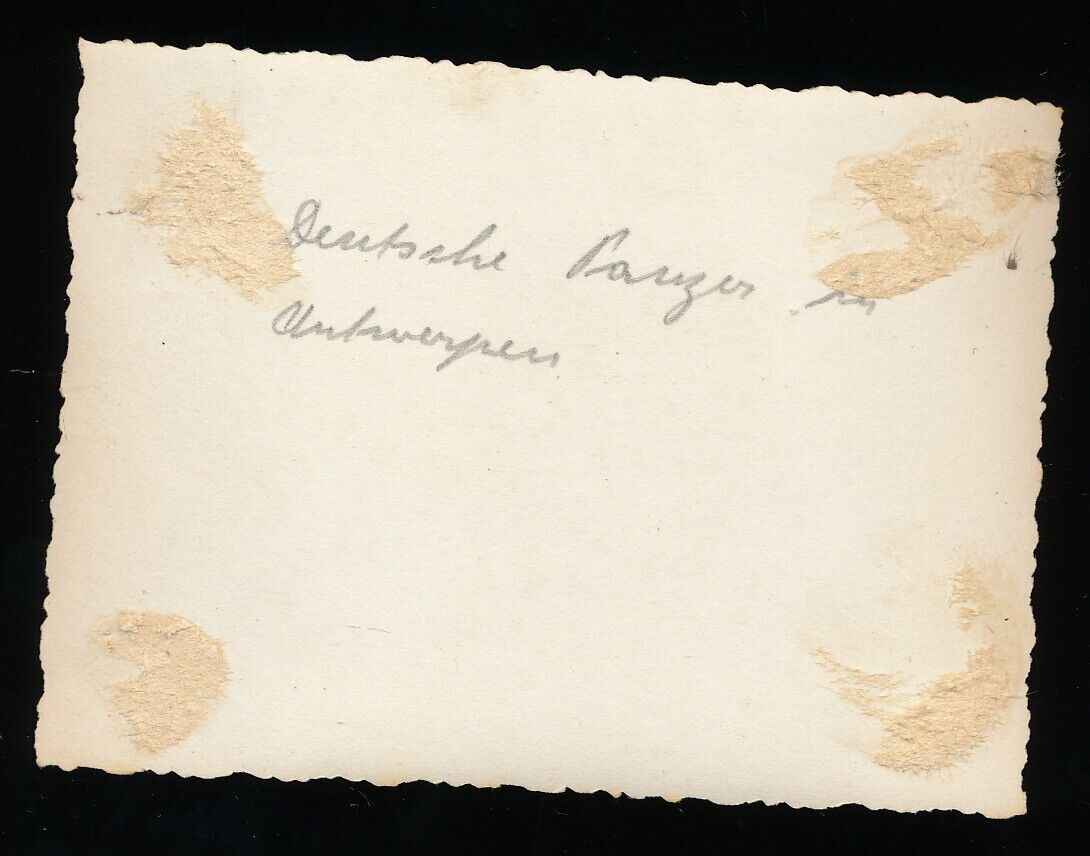 Deutsche Panzer in
Antwerpen